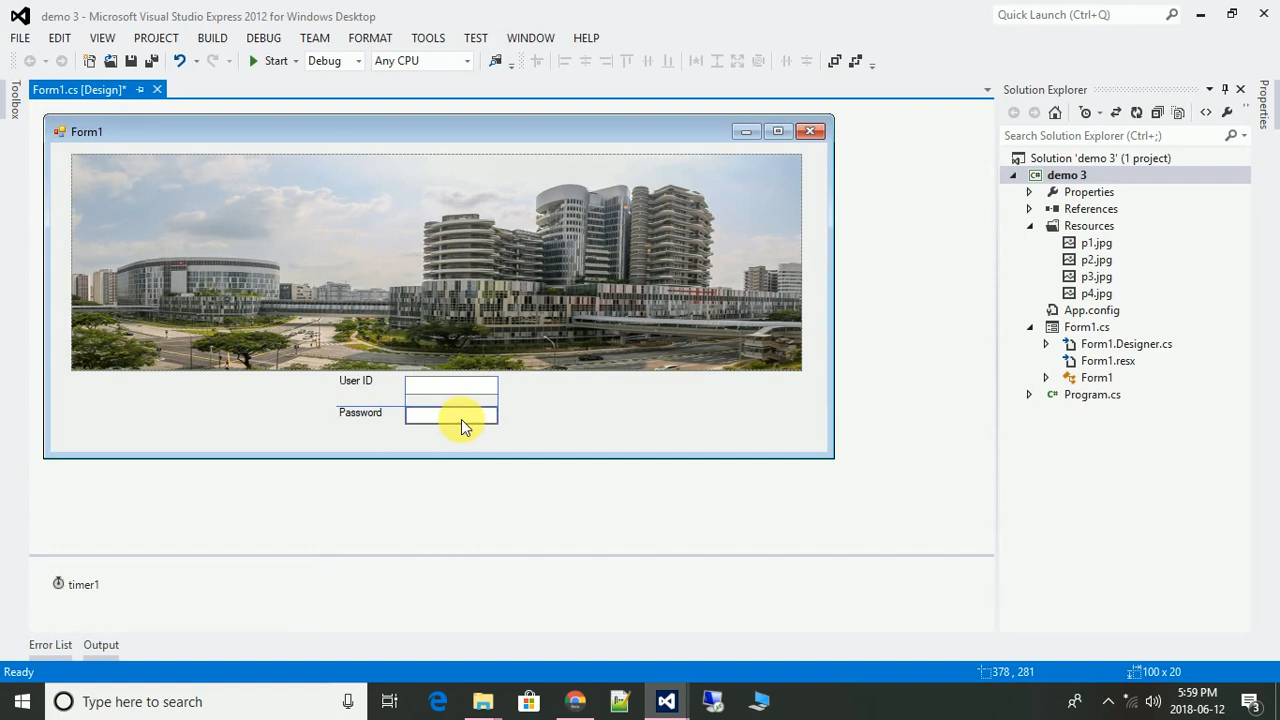 demo 3 - Microsoft Visual Studio Express 2012 for Windows Desktop
Quick Launch (Ctrl+Q)
FILE EDIT VIEW PROJECT BUILD DEBUG TEAM FORMAT TOOLS TEST WINDOW HELP
Start Debug Any CPU
Toolbox
Form1.cs [Design]*
Solution Explorer
Properties
Form1
Search Solution Explorer (Ctrl+;)
Solution 'demo 3' (1 project)
demo 3
Properties
References
Resources
p1.jpg
p2.jpg
p3.jpg
p4.jpg
App.config
Form1.cs
Form1.Designer.cs
Form1.resx
Form1
Program.cs
User ID
Password
timer1
Error List Output
Ready
378 , 281
100 x 20
Type here to search
5:59 PM
2018-06-12
3